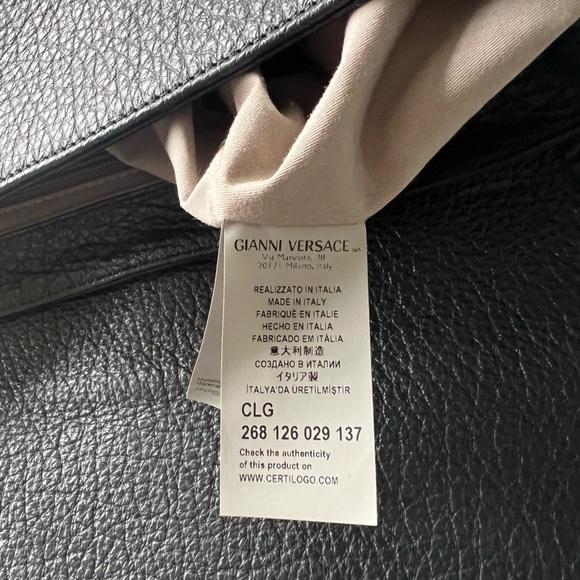 GIANNI VERSACE ™
Via Manzoni, 38
20121 Milano, Italy
REALIZZATO IN ITALIA
MADE IN ITALY
FABRIQUÉ EN ITALIE
HECHO EN ITALIA
FABRICADO EM ITÀLIA
意大利制造
СОЗДАНО В ИТАЛИИ
イタリア製
İTALYA'DA ÜRETİLMİŞTİR
CLG
268 126 029 137
Check the authenticity
of this product on
WWW.CERTILOGO.COM